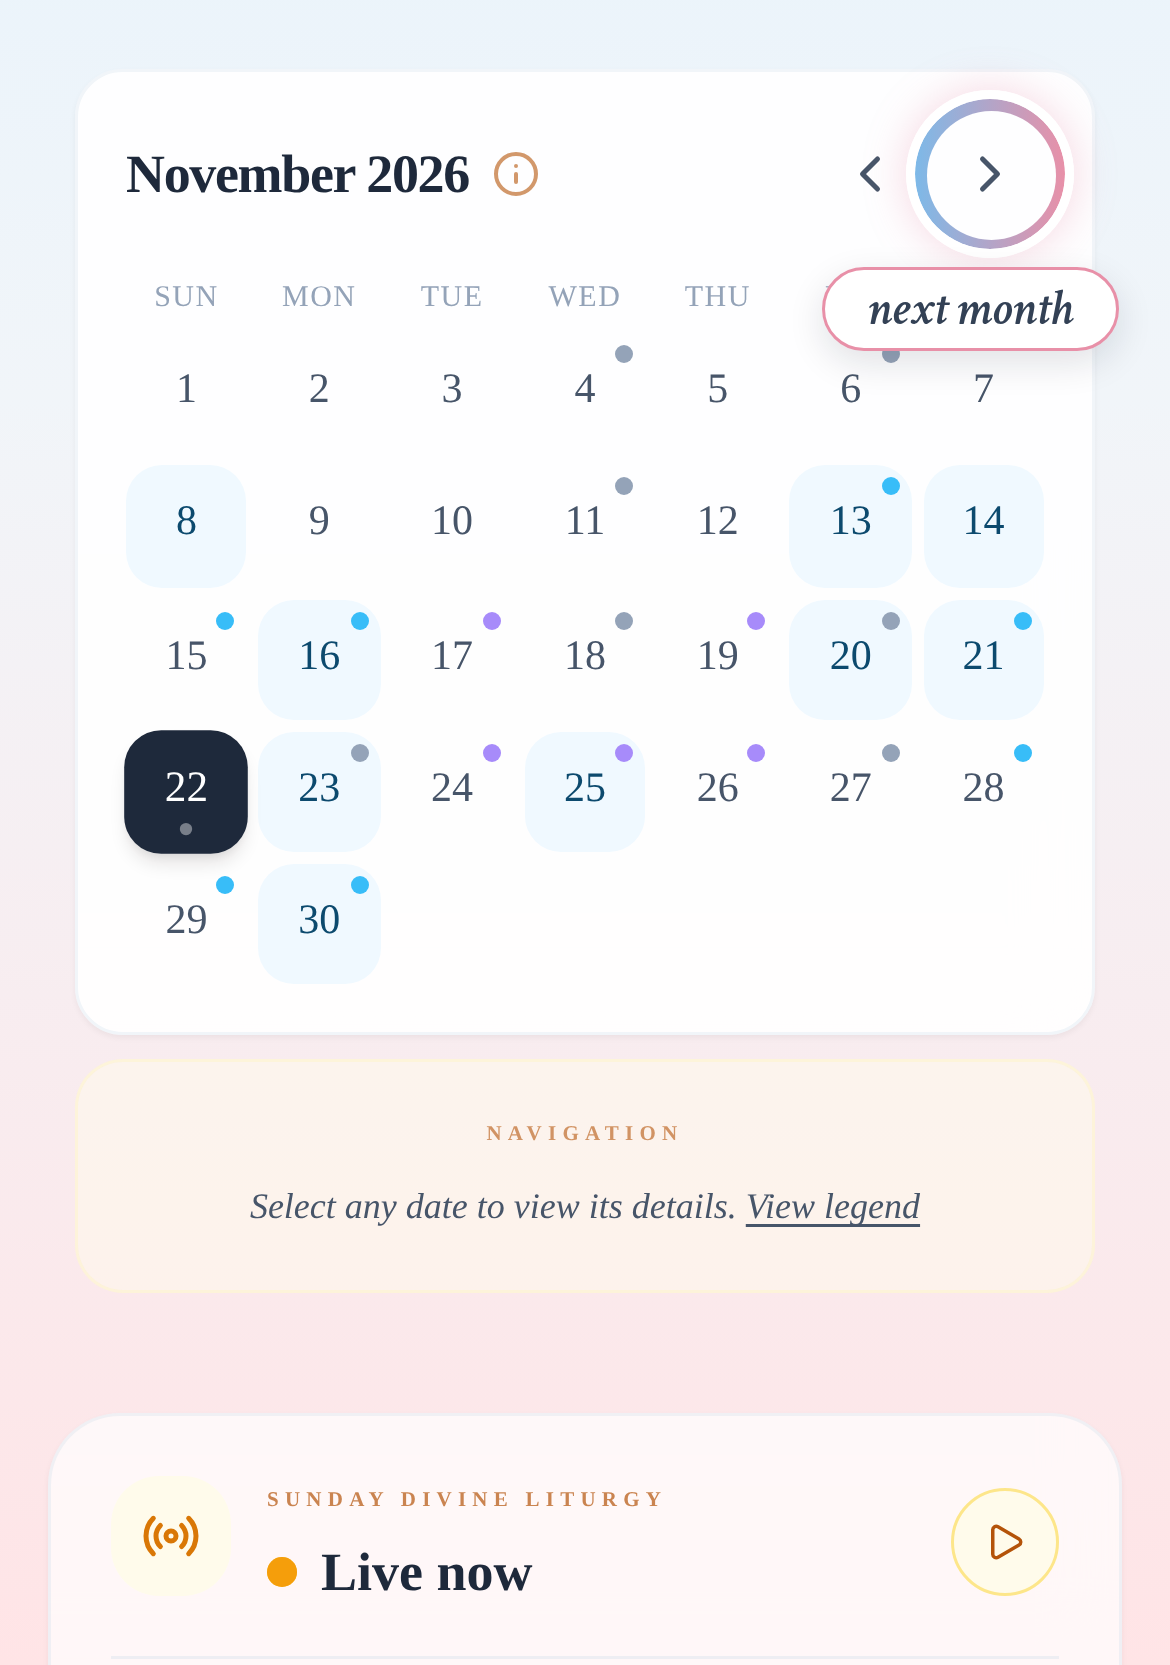 November 2026
next month
SUN MON TUE WED THU
1 2 3 4 5 6 7
8 9 10 11 12 13 14
15 16 17 18 19 20 21
22 23 24 25 26 27 28
29 30
NAVIGATION
Select any date to view its details. View legend
SUNDAY DIVINE LITURGY
Live now